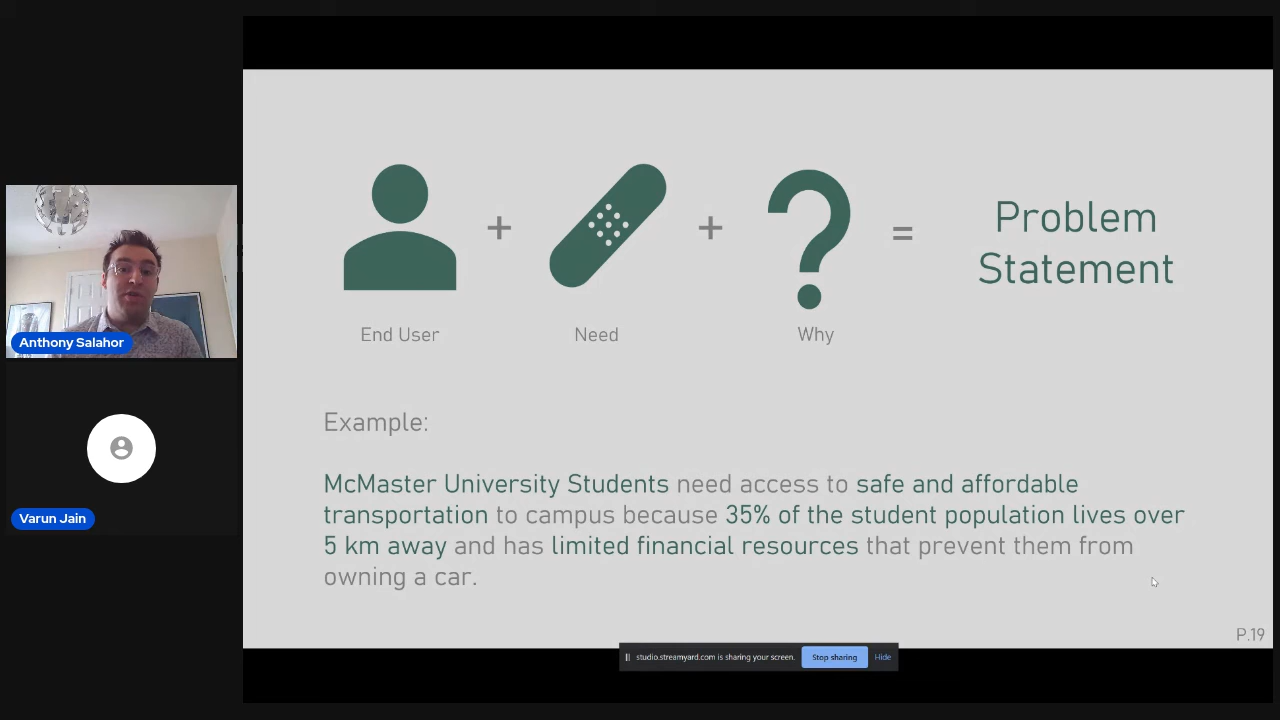 Anthony Salahor
Varun Jain
+ + =
Problem
Statement
End User Need Why
Example:
McMaster University Students need access to safe and affordable
transportation to campus because 35% of the student population lives over
5 km away and has limited financial resources that prevent them from
owning a car.
P.19
studio.streamyard.com is sharing your screen. Stop sharing Hide